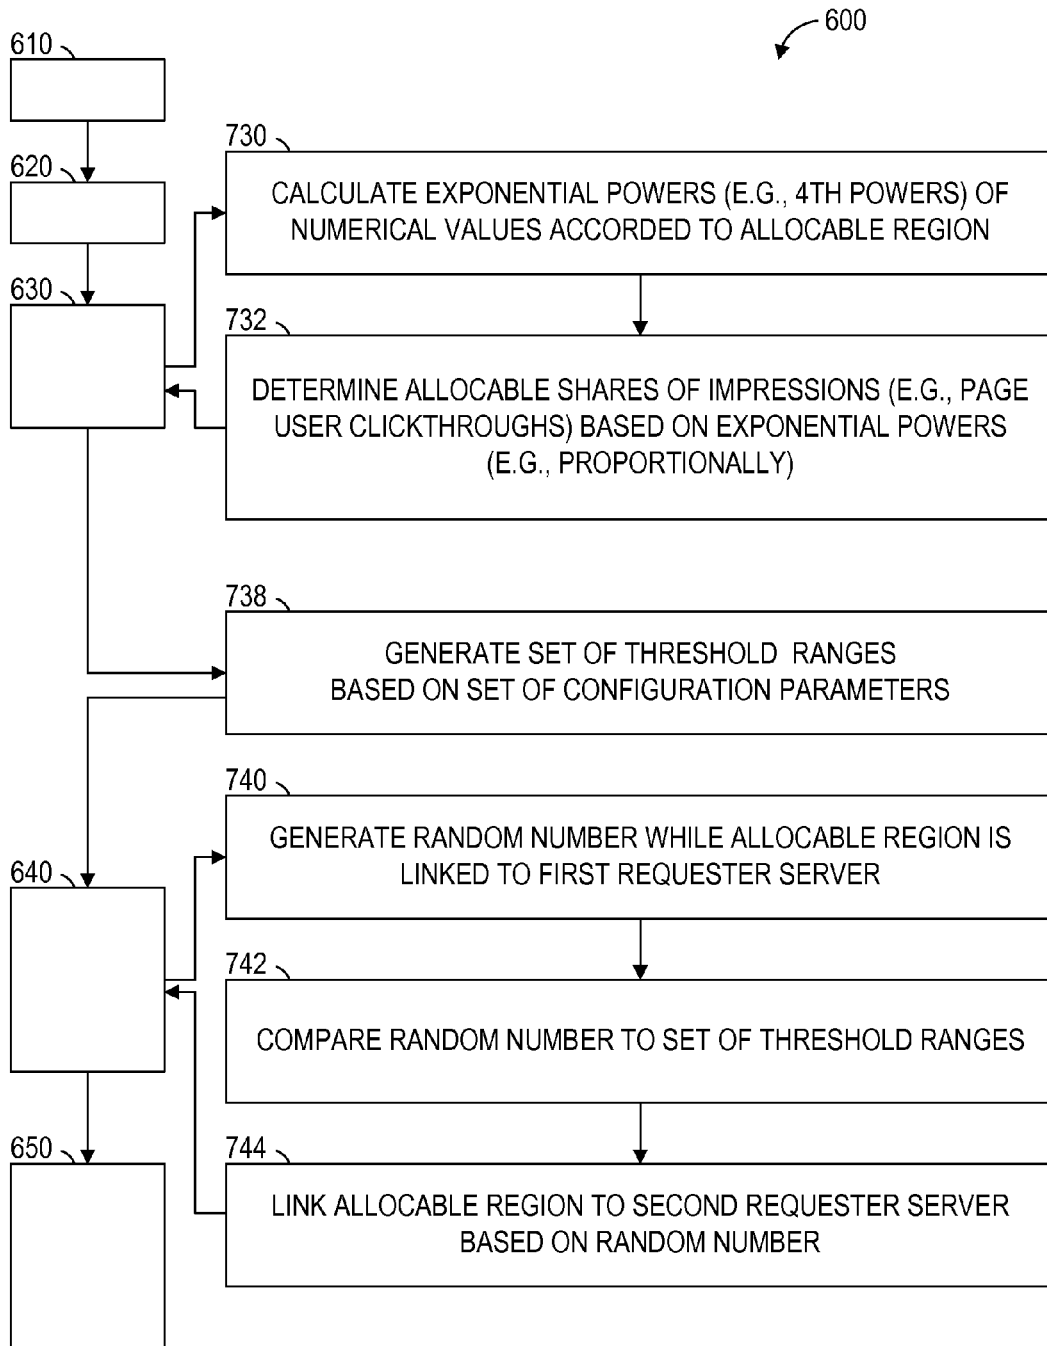 600
610
620
630
730
CALCULATE EXPONENTIAL POWERS (E.G., 4TH POWERS) OF
NUMERICAL VALUES ACCORDED TO ALLOCABLE REGION
732
DETERMINE ALLOCABLE SHARES OF IMPRESSIONS (E.G., PAGE
USER CLICKTHROUGHS) BASED ON EXPONENTIAL POWERS
(E.G., PROPORTIONALLY)
738
GENERATE SET OF THRESHOLD RANGES
BASED ON SET OF CONFIGURATION PARAMETERS
640
740
GENERATE RANDOM NUMBER WHILE ALLOCABLE REGION IS
LINKED TO FIRST REQUESTER SERVER
742
COMPARE RANDOM NUMBER TO SET OF THRESHOLD RANGES
650
744
LINK ALLOCABLE REGION TO SECOND REQUESTER SERVER
BASED ON RANDOM NUMBER